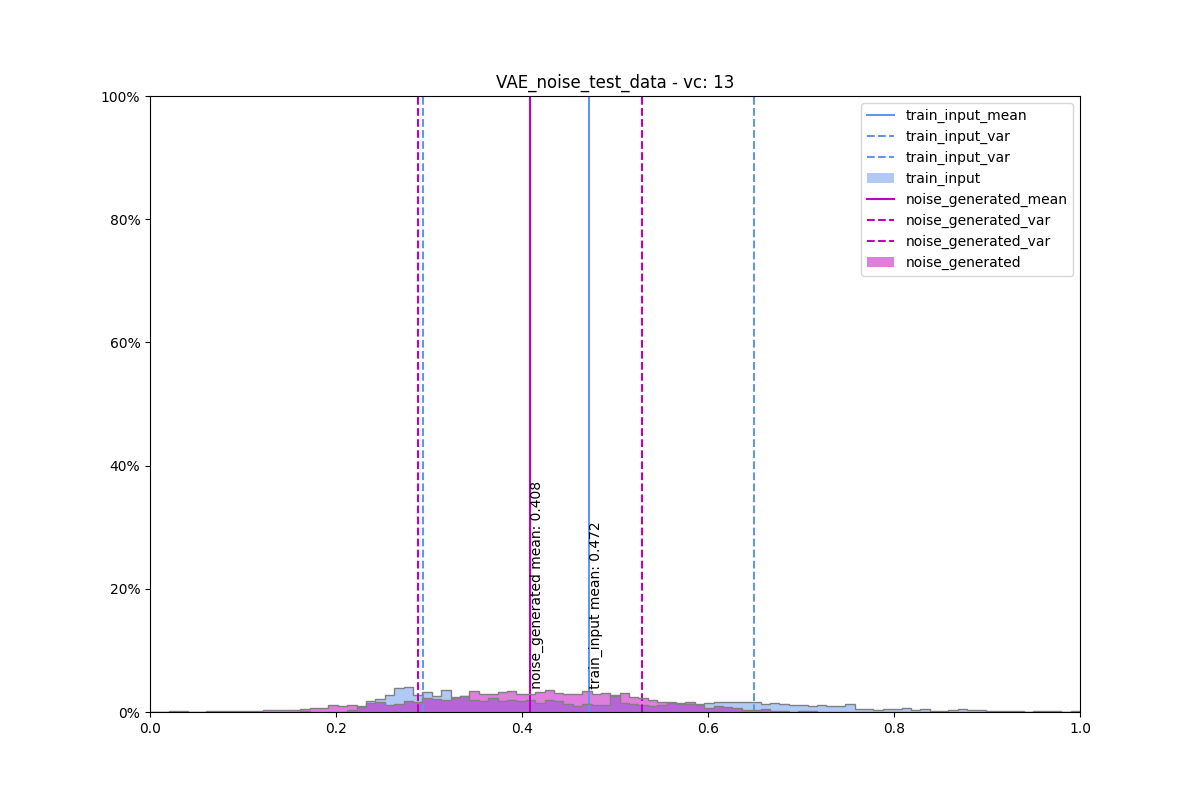 VAE_noise_test_data - vc: 13
100%
80%
60%
40%
20%
0%
train_input_mean
train_input_var
train_input_var
train_input
noise_generated_mean
noise_generated_var
noise_generated_var
noise_generated
noise_generated mean: 0.408
train_input mean: 0.472
0.0 0.2 0.4 0.6 0.8 1.0